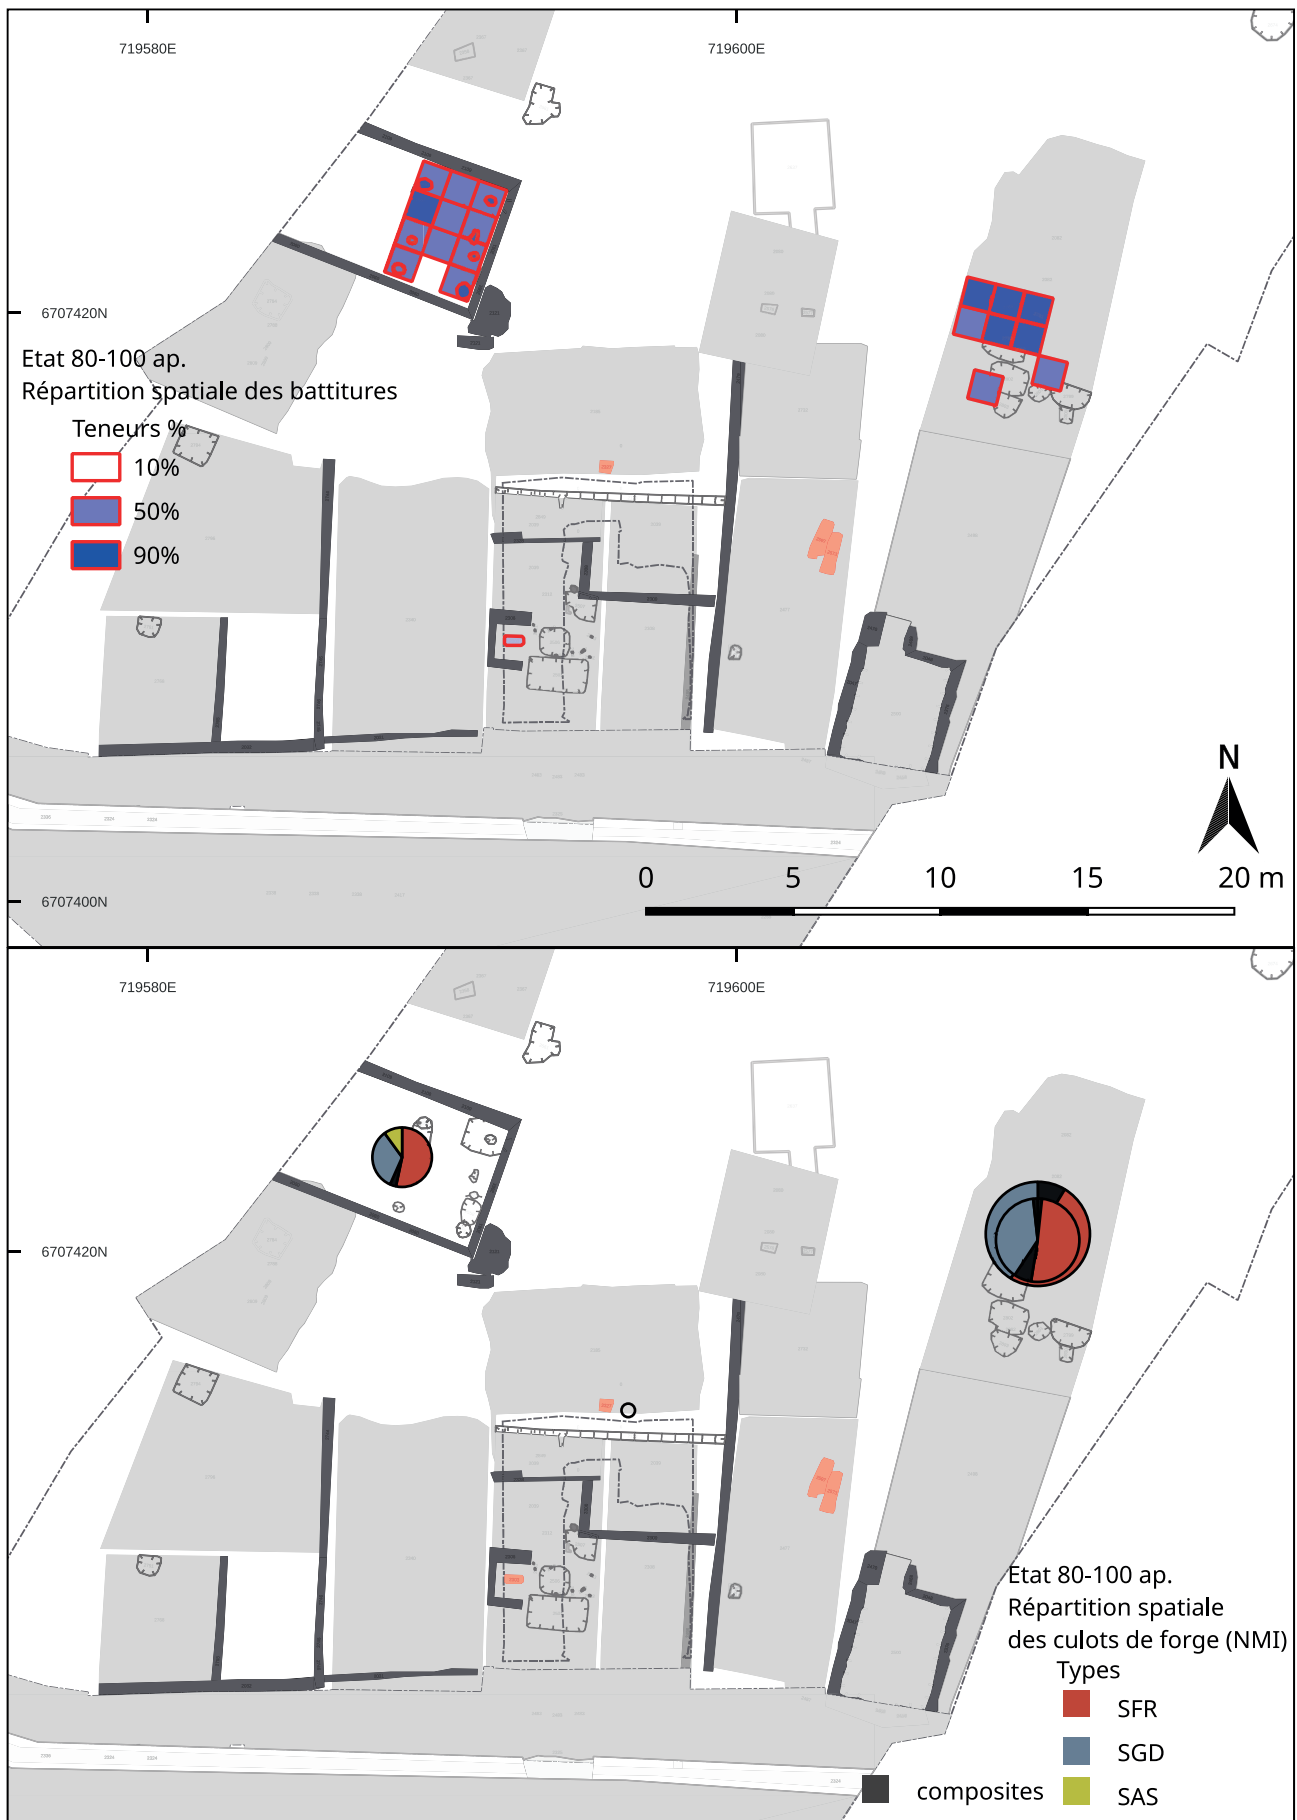 719580E
719600E
6707420N
Etat 80-100 ap.
Répartition spatiale des battitures
Teneurs %
10%
50%
90%
N
0 5 10 15 20 m
6707400N
719580E
719600E
6707420N
Etat 80-100 ap.
Répartition spatiale
des culots de forge (NMI)
Types
SFR
SGD
composites
SAS